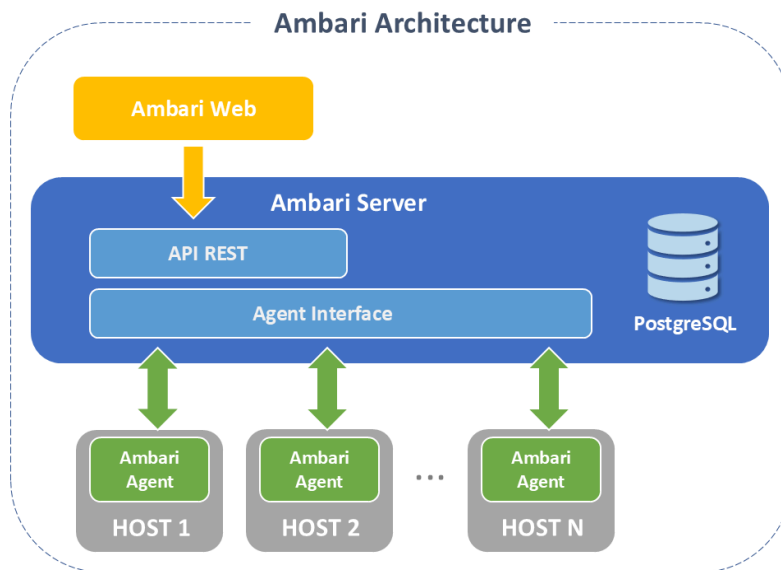 Ambari Architecture
Ambari Web
Ambari Server
API REST
Agent Interface
PostgreSQL
Ambari
Agent
HOST 1
Ambari
Agent
HOST 2
...
Ambari
Agent
HOST N